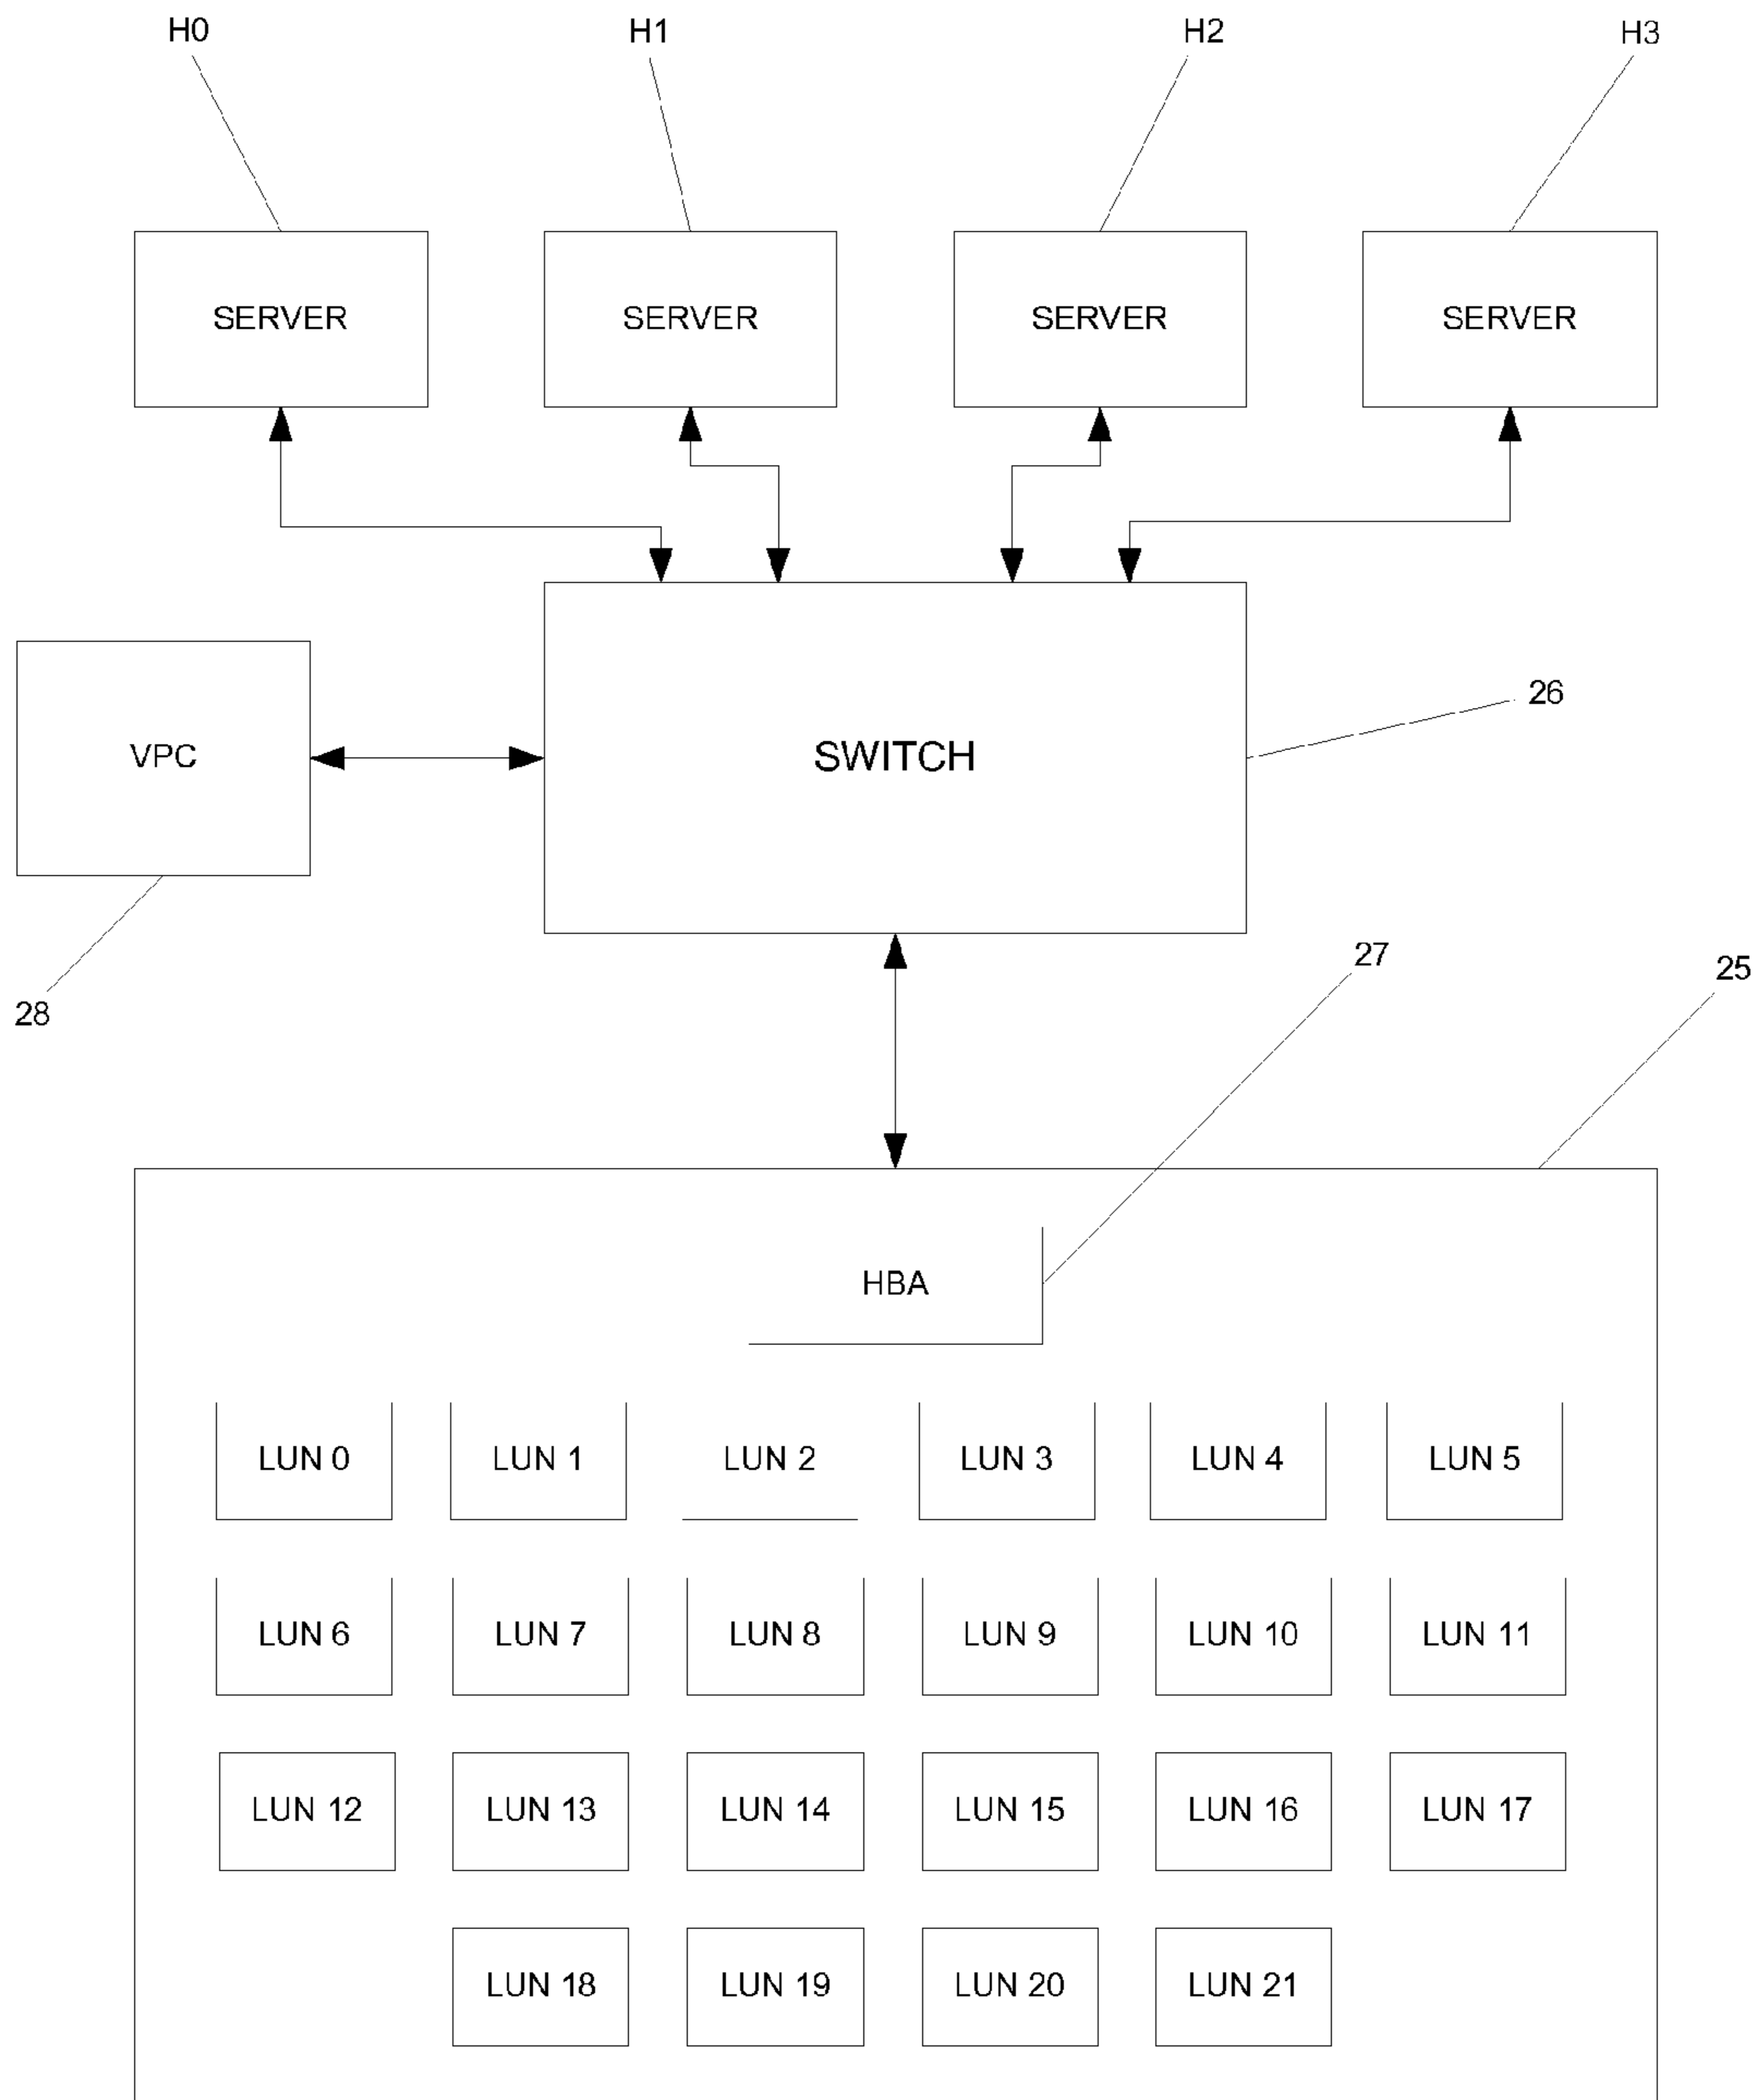 H0
H1
H2
H3
SERVER
SERVER
SERVER
SERVER
26
VPC
SWITCH
27
25
28
HBA
LUN 0
LUN 1
LUN 2
LUN 3
LUN 4
LUN 5
LUN 6
LUN 7
LUN 8
LUN 9
LUN 10
LUN 11
LUN 12
LUN 13
LUN 14
LUN 15
LUN 16
LUN 17
LUN 18
LUN 19
LUN 20
LUN 21